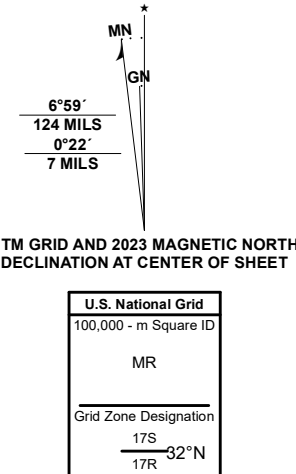 ★
MN
GN
6°59´
124 MILS
0°22´
7 MILS
TM GRID AND 2023 MAGNETIC NORTH
DECLINATION AT CENTER OF SHEET
U.S. National Grid
100,000 - m Square ID
MR
Grid Zone Designation
17S
32°N
17R